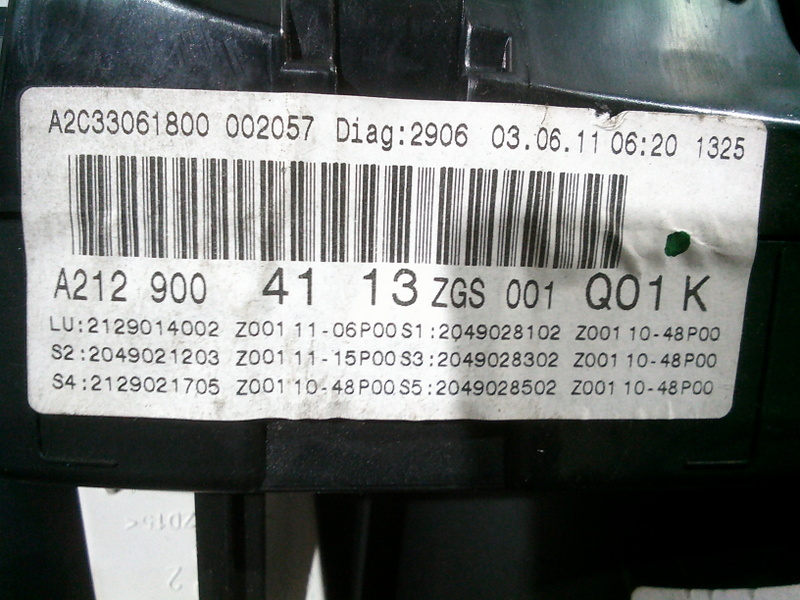 A2C33061800 002057 Diag:2906 03.06.11 06:20 1325
A212 900 41 13 ZGS 001 Q01 K
LU:2129014002 Z001 11-06P00 S1:2049028102 Z001 10-48P00
S2:2049021203 Z001 11-15P00 S3:2049028302 Z001 10-48P00
S4:2129021705 Z001 10-48P00 S5:2049028502 Z001 10-48P00